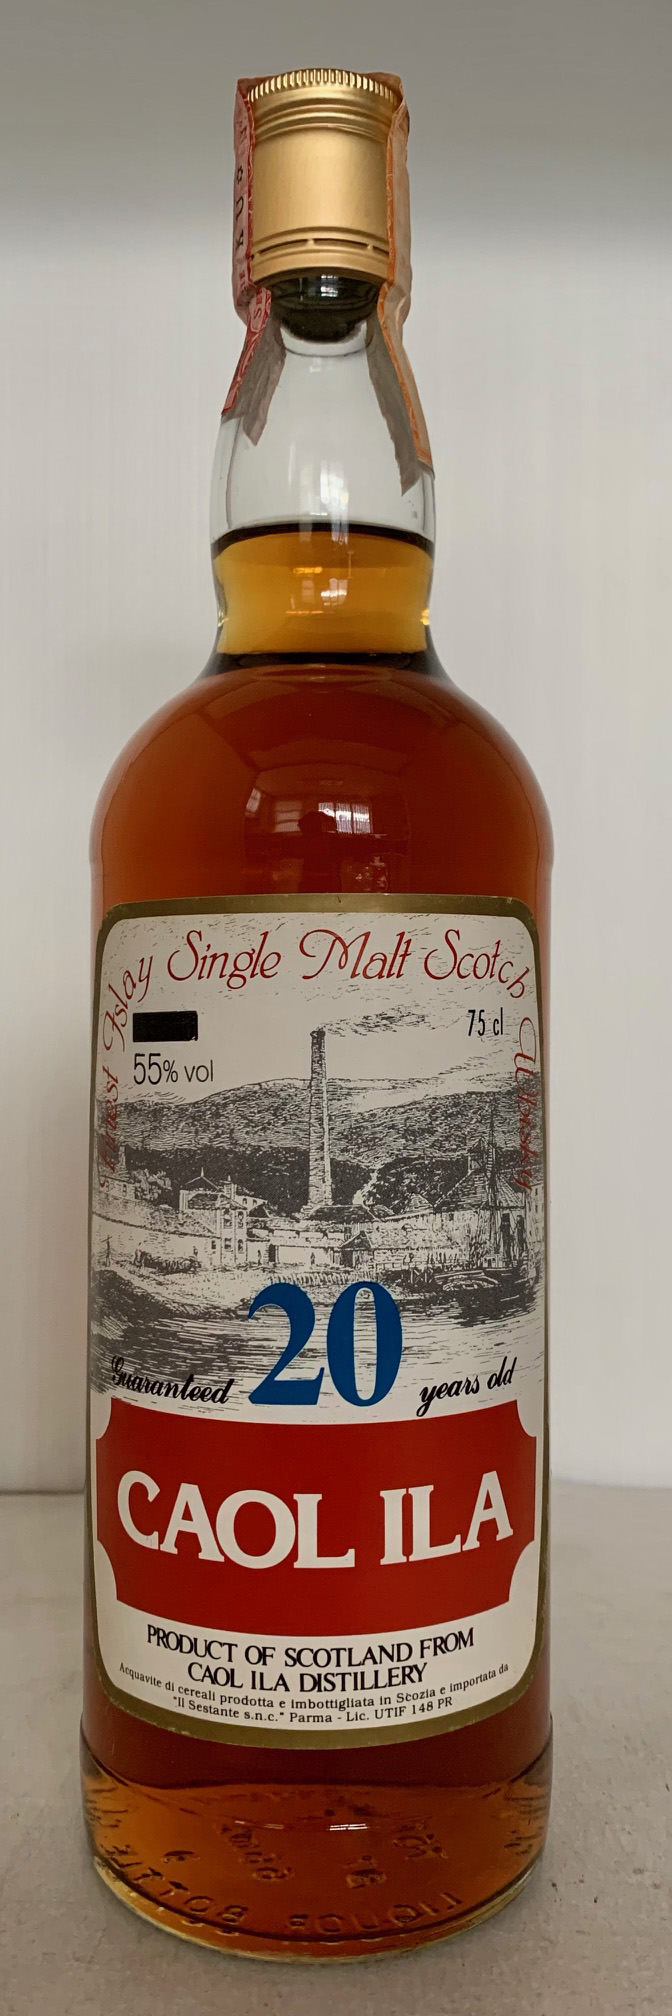 Finest Islay Single Malt Scotch Whisky
75 cl
55% vol
Guaranteed 20 years old
CAOL ILA
PRODUCT OF SCOTLAND FROM
CAOL ILA DISTILLERY
Acquavite di cereali prodotta e imbottigliata in Scozia e importata da
"Il Sestante s.n.c." Parma - Lic. UTIF 148 PR